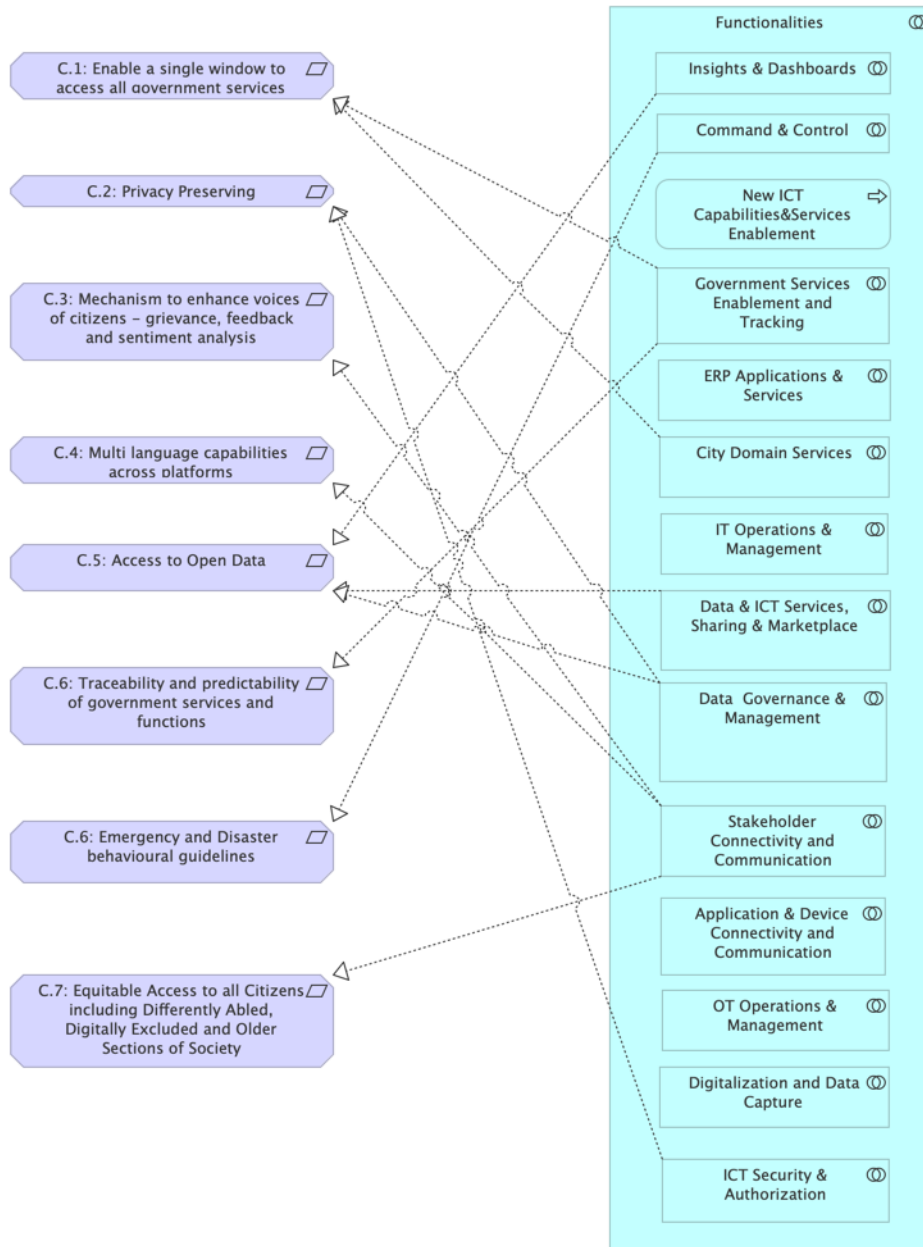 C.1: Enable a single window to
access all government services
C.2: Privacy Preserving
C.3: Mechanism to enhance voices
of citizens – grievance, feedback
and sentiment analysis
C.4: Multi language capabilities
across platforms
C.5: Access to Open Data
C.6: Traceability and predictability
of government services and
functions
C.6: Emergency and Disaster
behavioural guidelines
C.7: Equitable Access to all Citizens
including Differently Abled,
Digitally Excluded and Older
Sections of Society
Functionalities
Insights & Dashboards
Command & Control
New ICT
Capabilities&Services
Enablement
Government Services
Enablement and
Tracking
ERP Applications &
Services
City Domain Services
IT Operations &
Management
Data & ICT Services,
Sharing & Marketplace
Data Governance &
Management
Stakeholder
Connectivity and
Communication
Application & Device
Connectivity and
Communication
OT Operations &
Management
Digitalization and Data
Capture
ICT Security &
Authorization